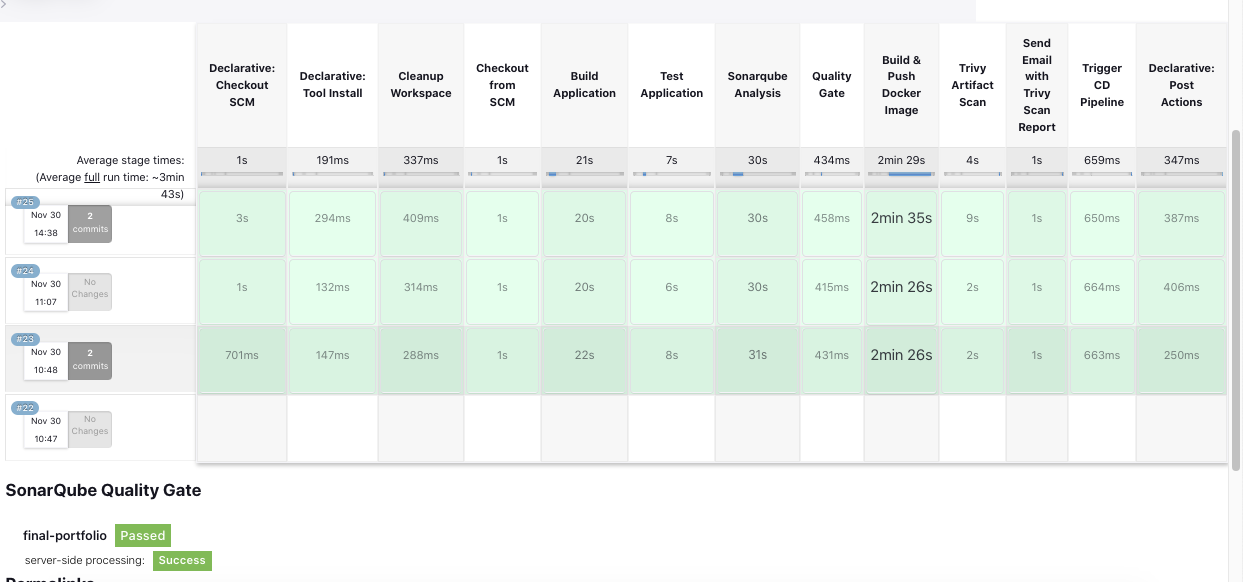 Declarative: Checkout SCM
Declarative: Tool Install
Cleanup Workspace
Checkout from SCM
Build Application
Test Application
Sonarqube Analysis
Quality Gate
Build & Push Docker Image
Trivy Artifact Scan
Send Email with Trivy Scan Report
Trigger CD Pipeline
Declarative: Post Actions
Average stage times:
(Average full run time: ~3min
43s)
1s 191ms 337ms 1s 21s 7s 30s 434ms 2min 29s 4s 1s 659ms 347ms
#25
Nov 30
14:38
2
commits
3s 294ms 409ms 1s 20s 8s 30s 458ms 2min 35s 9s 1s 650ms 387ms
#24
Nov 30
11:07
No
Changes
1s 132ms 314ms 1s 20s 6s 30s 415ms 2min 26s 2s 1s 664ms 406ms
#23
Nov 30
10:48
2
commits
701ms 147ms 288ms 1s 22s 8s 31s 431ms 2min 26s 2s 1s 663ms 250ms
#22
Nov 30
10:47
No
Changes
SonarQube Quality Gate
final-portfolio Passed
server-side processing: Success
Permalinks